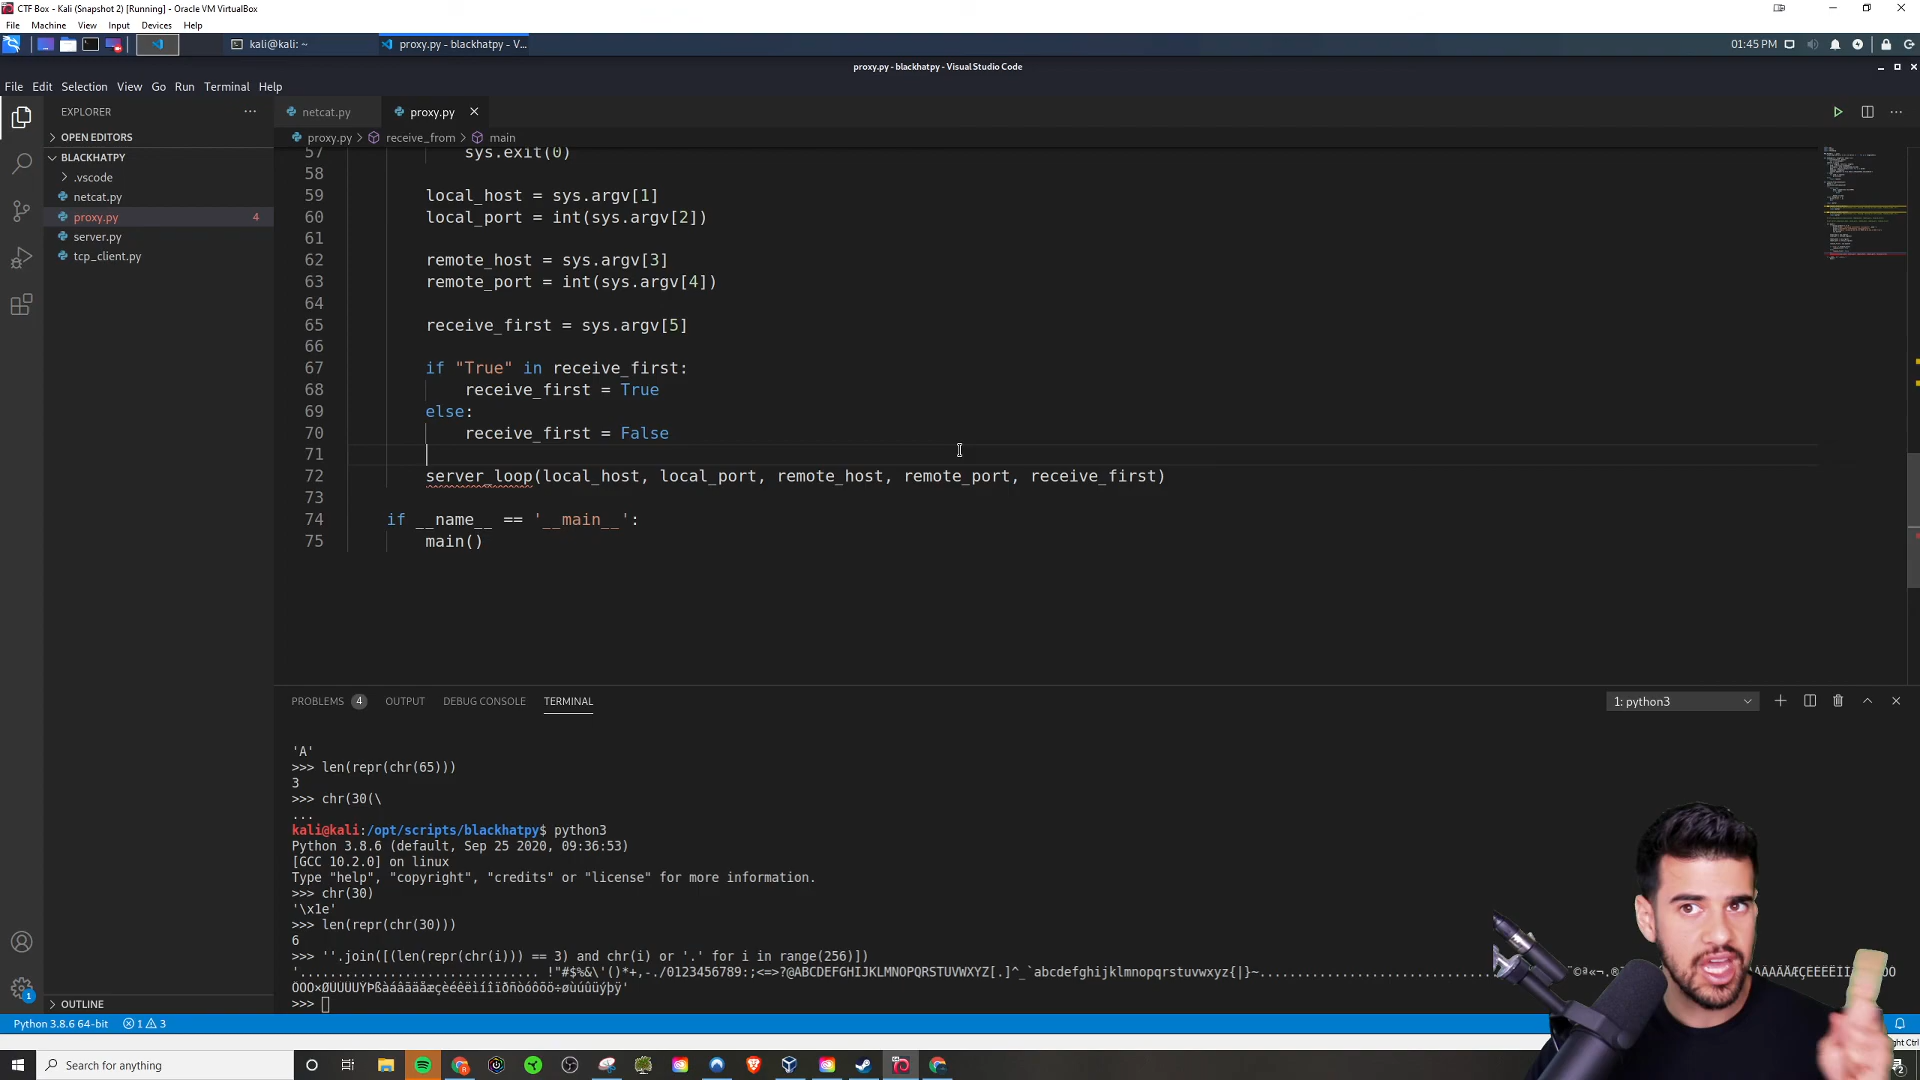 CTF Box - Kali (Snapshot 2) [Running] - Oracle VM VirtualBox
File Machine View Input Devices Help
kali@kali: ~
proxy.py - blackhatpy - V...
01:45 PM
proxy.py - blackhatpy - Visual Studio Code
File Edit Selection View Go Run Terminal Help
EXPLORER
netcat.py
proxy.py
OPEN EDITORS
proxy.py > receive_from > main
BLACKHATPY
.vscode
netcat.py
proxy.py 4
server.py
tcp_client.py
57 sys.exit(0)
58
59 local_host = sys.argv[1]
60 local_port = int(sys.argv[2])
61
62 remote_host = sys.argv[3]
63 remote_port = int(sys.argv[4])
64
65 receive_first = sys.argv[5]
66
67 if "True" in receive_first:
68 receive_first = True
69 else:
70 receive_first = False
71
72 server_loop(local_host, local_port, remote_host, remote_port, receive_first)
73
74 if __name__ == '__main__':
75 main()
PROBLEMS 4 OUTPUT DEBUG CONSOLE TERMINAL
1: python3
'A'
>>> len(repr(chr(65)))
3
>>> chr(30(\
...
kali@kali:/opt/scripts/blackhatpy$ python3
Python 3.8.6 (default, Sep 25 2020, 09:36:53)
[GCC 10.2.0] on linux
Type "help", "copyright", "credits" or "license" for more information.
>>> chr(30)
'\x1e'
>>> len(repr(chr(30)))
6
>>> ''.join([(len(repr(chr(i))) == 3) and chr(i) or '.' for i in range(256)])
'................................ !"#$%&\'()*+,-./0123456789:;<=>?@ABCDEFGHIJKLMNOPQRSTUVWXYZ[.]^_`abcdefghijklmnopqrstuvwxyz{|}~
>>>
OUTLINE
Python 3.8.6 64-bit 1 3
Search for anything